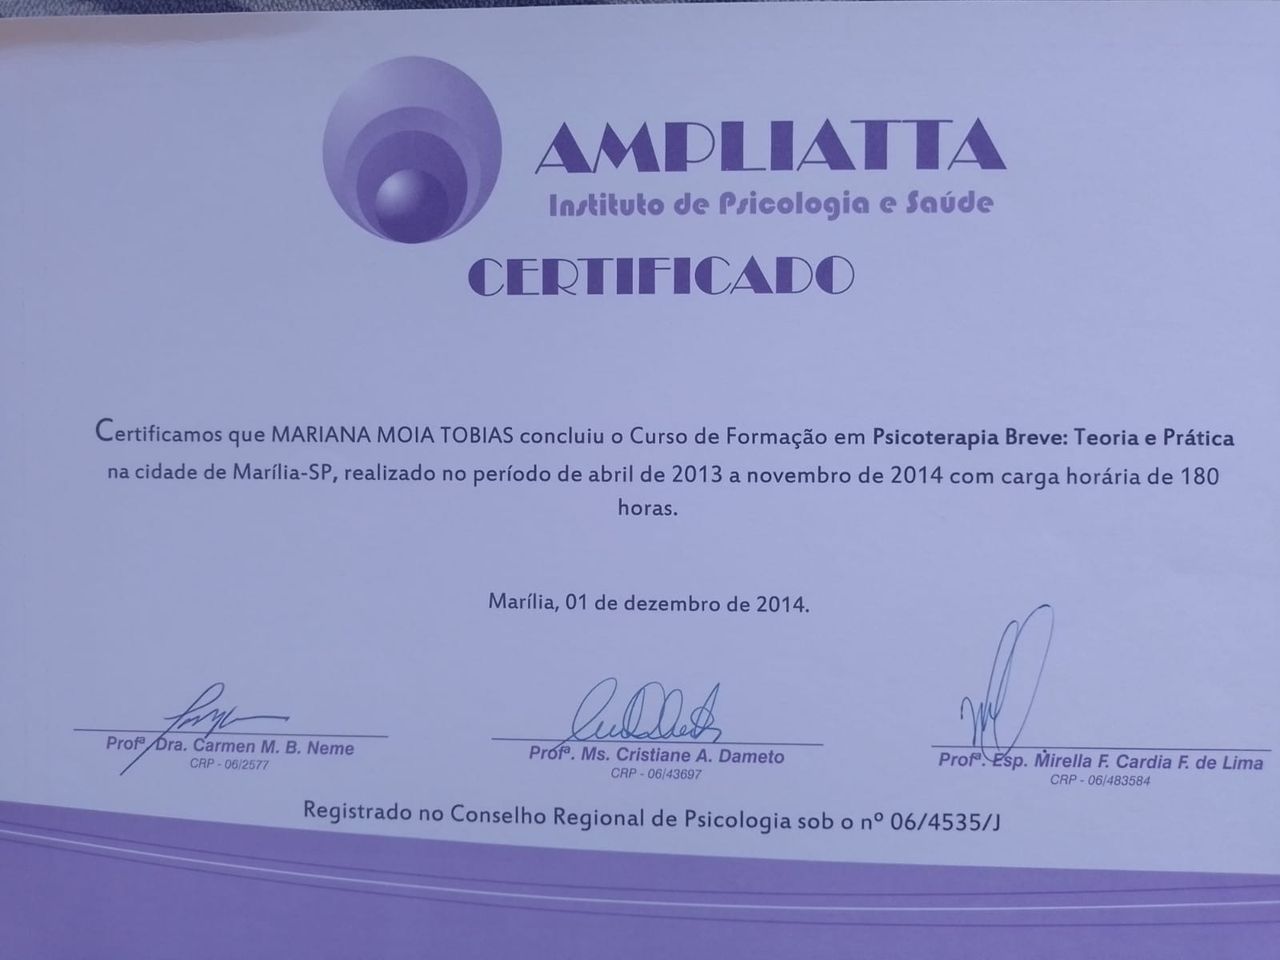 AMPLIATTA
Instituto de Psicologia e Saúde
CERTIFICADO
Certificamos que MARIANA MOIA TOBIAS concluiu o Curso de Formação em Psicoterapia Breve: Teoria e Prática
na cidade de Marília-SP, realizado no período de abril de 2013 a novembro de 2014 com carga horária de 180
horas.
Marília, 01 de dezembro de 2014.
Profª Dra. Carmen M. B. Neme
CRP - 06/2577
Profª. Ms. Cristiane A. Dameto
CRP - 06/43697
Profª. Esp. Mirella F. Cardia F. de Lima
CRP - 06/483584
Registrado no Conselho Regional de Psicologia sob o nº 06/4535/J